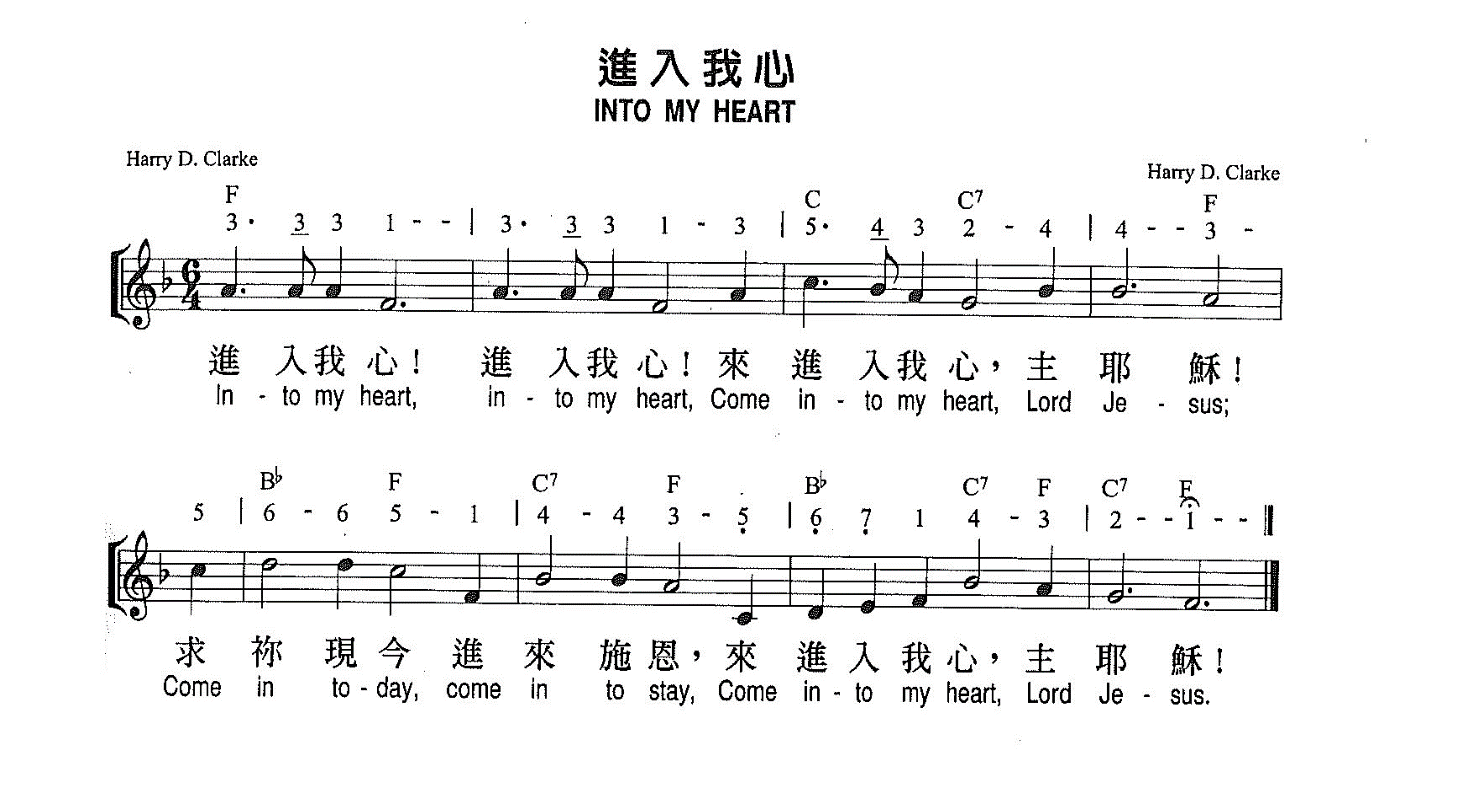 進入我心
INTO MY HEART
Harry D. Clarke
Harry D. Clarke
F C C7 F
3· 3 3 1 - - | 3· 3 3 1 - 3 | 5· 4 3 2 - 4 | 4 - - 3 -
6
4
進 入我 心! 進 入我 心! 來 進 入我 心, 主 耶 穌!
In - to my heart, in - to my heart, Come in - to my heart, Lord Je - sus;
B♭ F C7 F B♭ C7 F C7 F
5 | 6 - 6 5 - 1 | 4 - 4 3 - 5̣ | 6̣ 7̣ 1 4 - 3 | 2 - - 1 - - ‖
求 祢 現 今 進 來 施 恩, 來 進 入 我 心, 主 耶 穌!
Come in to - day, come in to stay, Come in - to my heart, Lord Je - sus.